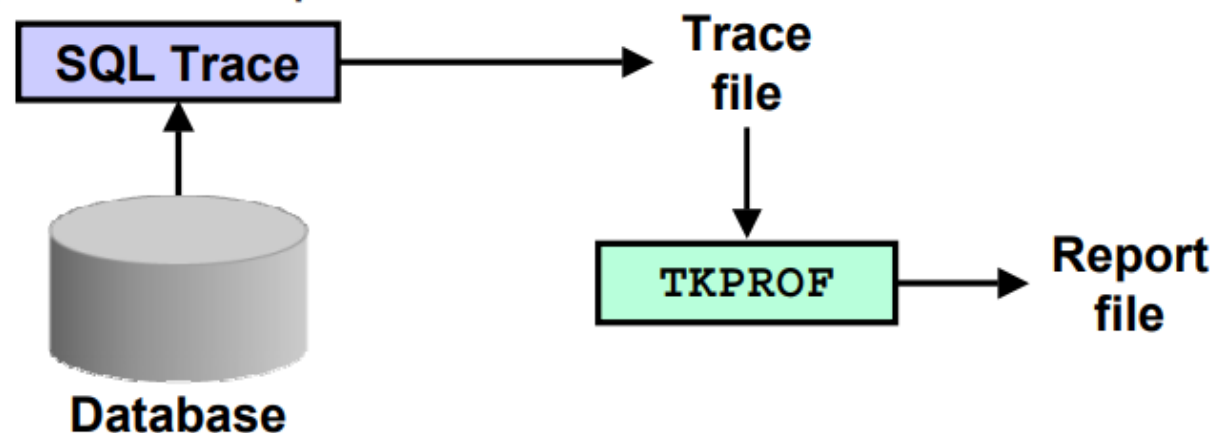 SQL Trace
Trace
file
TKPROF
Report
file
Database